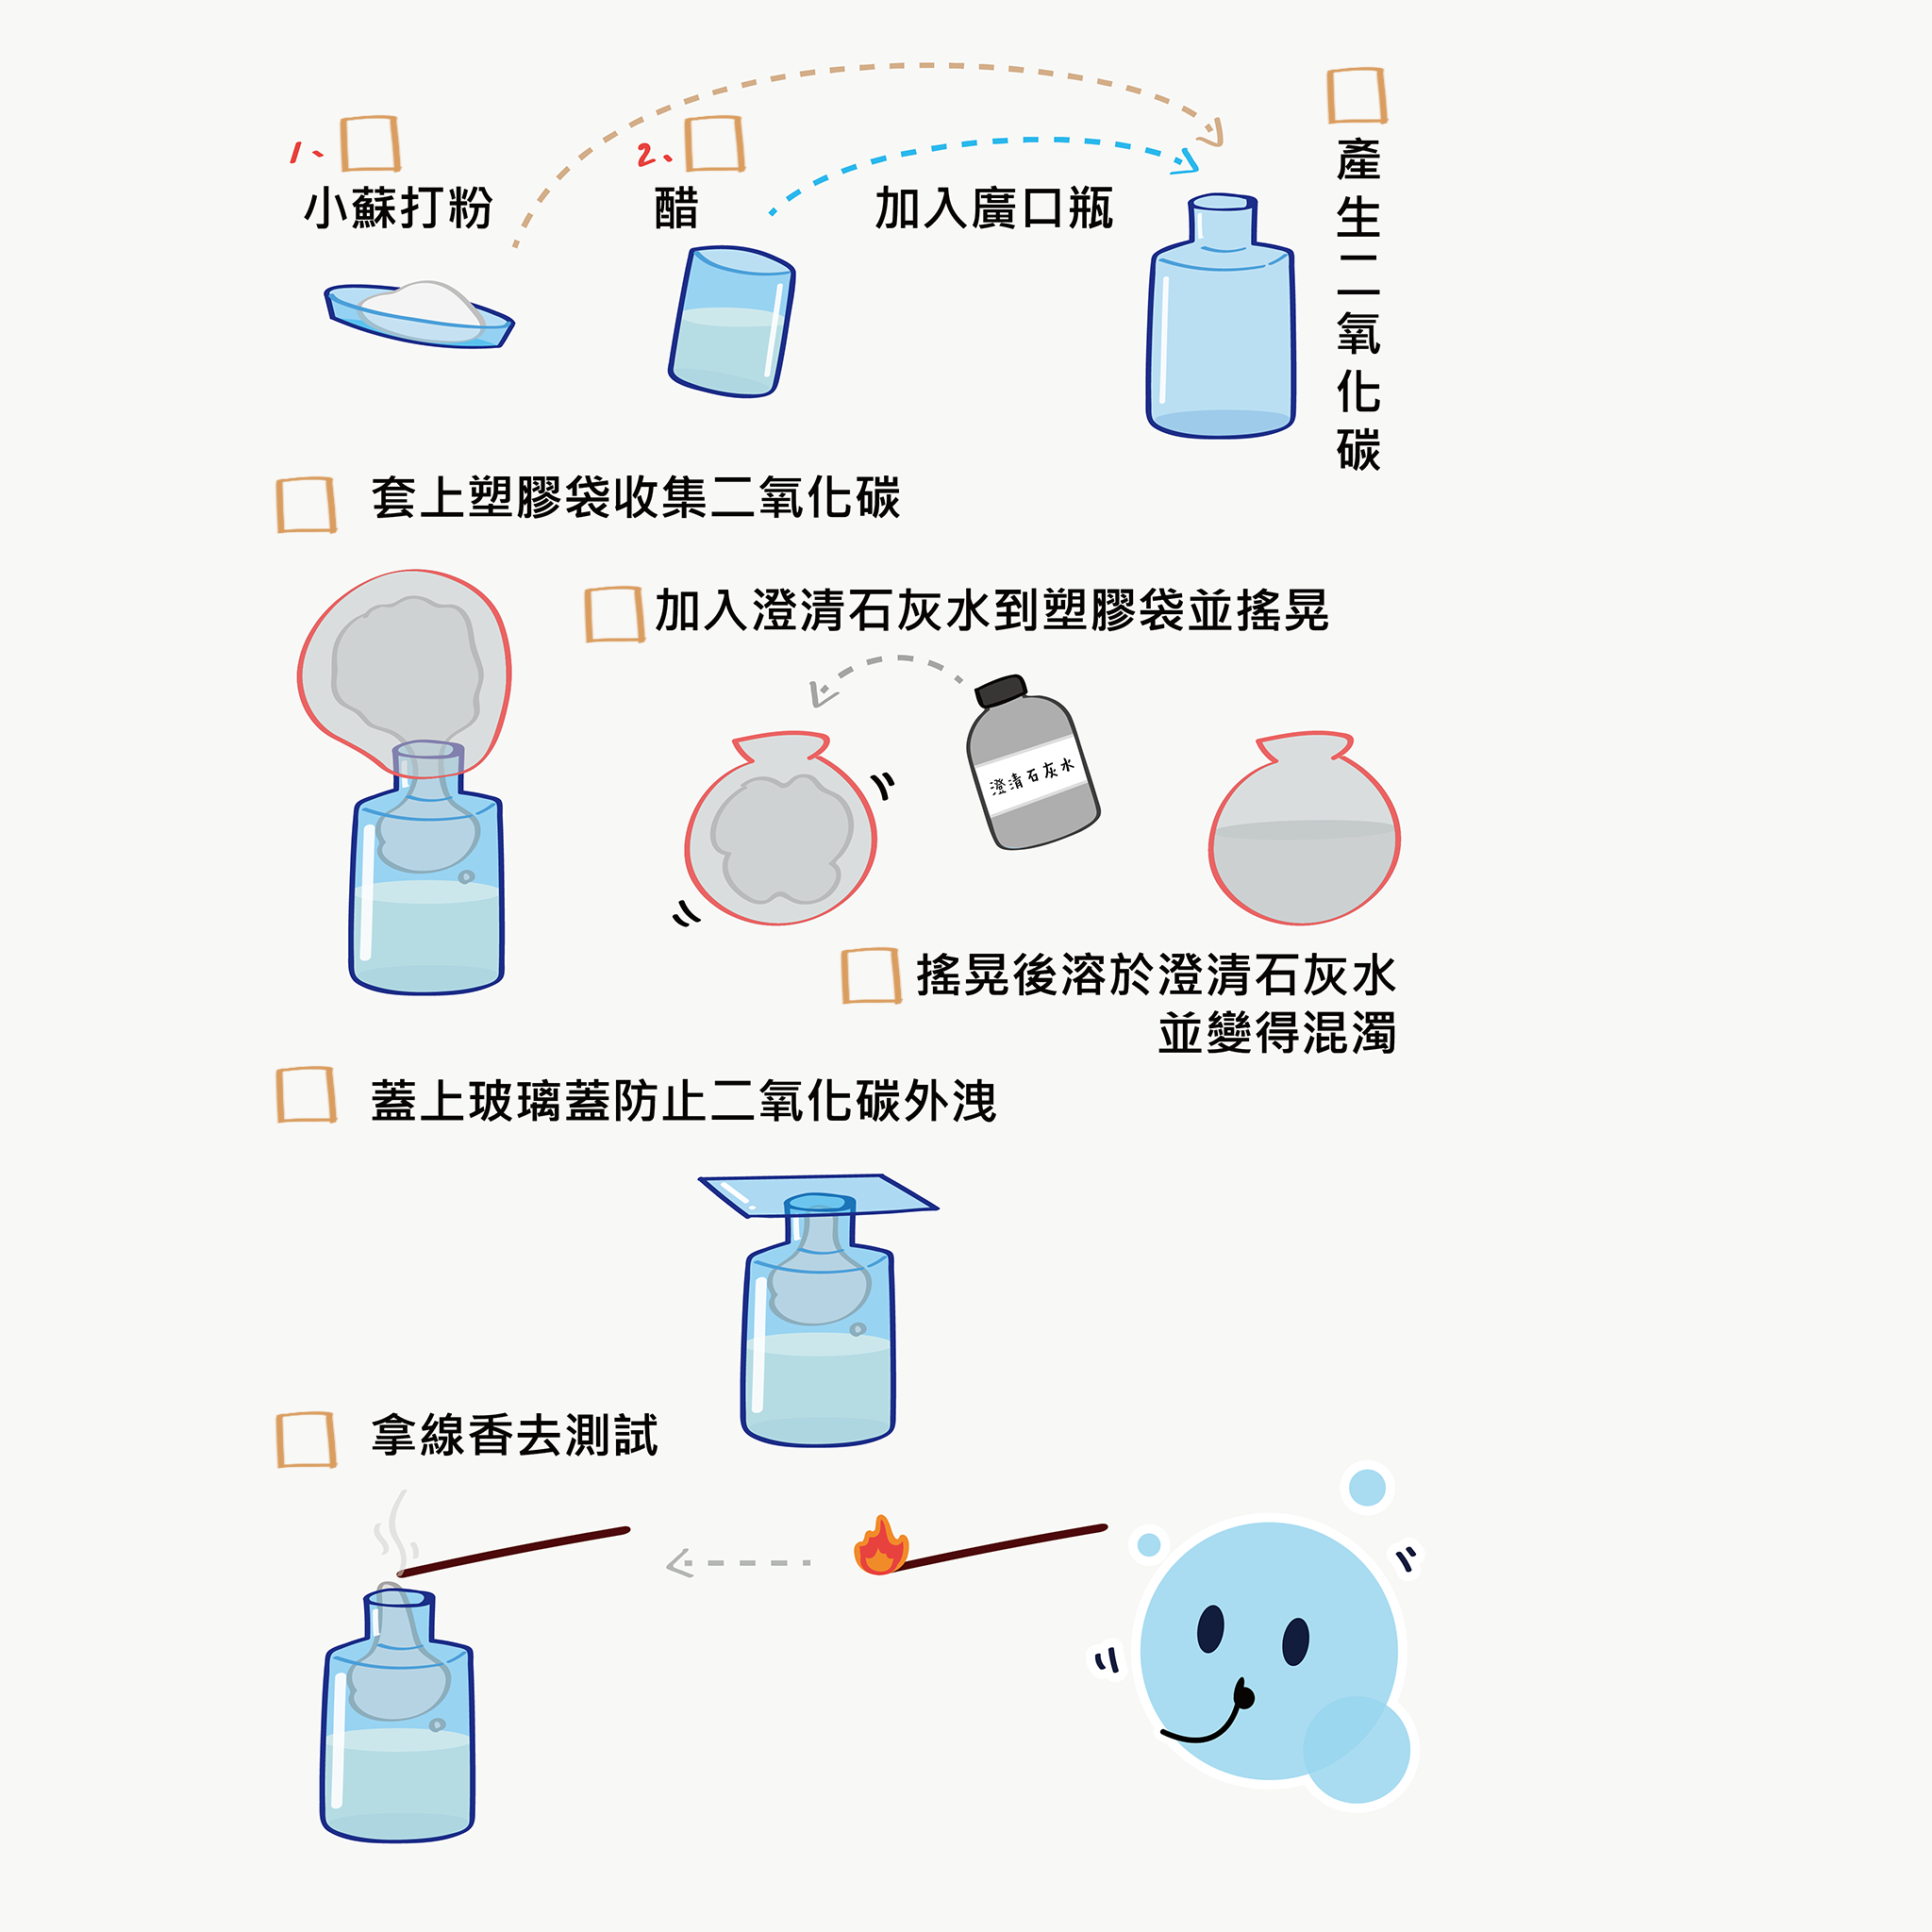 1、
小蘇打粉
2、
醋
加入廣口瓶
產生二氧化碳
套上塑膠袋收集二氧化碳
加入澄清石灰水到塑膠袋並搖晃
澄清石灰水
搖晃後溶於澄清石灰水
並變得混濁
蓋上玻璃蓋防止二氧化碳外洩
拿線香去測試